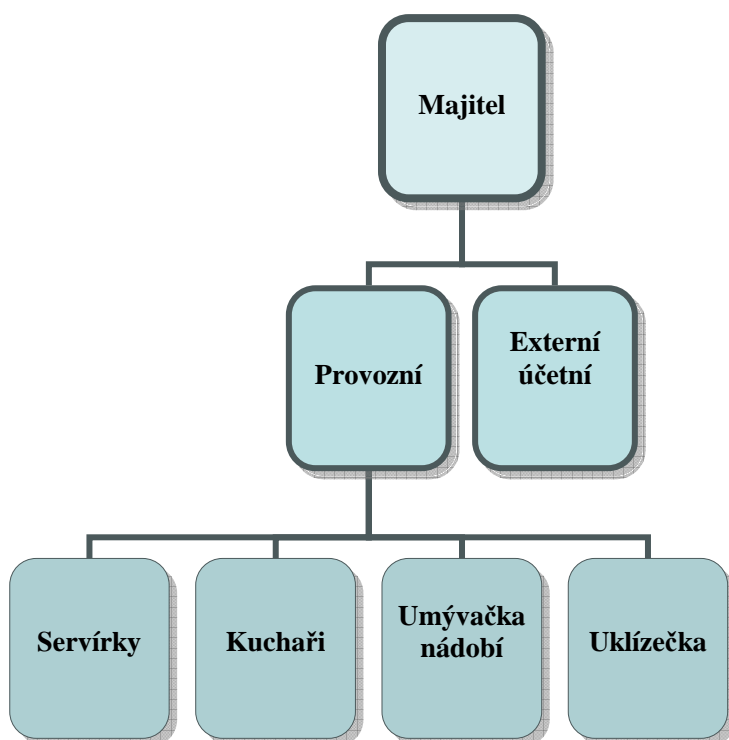 Majitel
Provozní
Externí
účetní
Servírky
Kuchaři
Umývačka
nádobí
Uklízečka